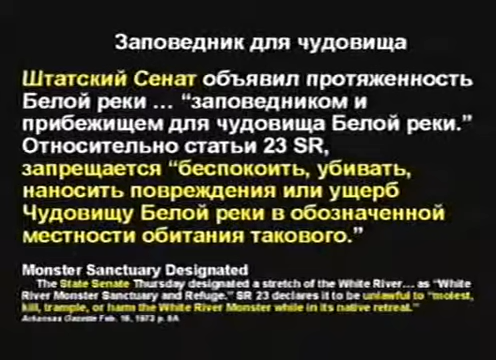 Заповедник для чудовища
Штатский Сенат объявил протяженность
Белой реки ... “заповедником и
прибежищем для чудовища Белой реки.”
Относительно статьи 23 SR,
запрещается “беспокоить, убивать,
наносить повреждения или ущерб
Чудовищу Белой реки в обозначенной
местности обитания такового.”
Monster Sanctuary Designated
The State Senate Thursday designated a stretch of the White River... as “White
River Monster Sanctuary and Refuge.” SR 23 declares it to be unlawful to “molest,
kill, trample, or harm the White River Monster while in its native retreat.”
Arkansas Gazette Feb. 16, 1973 p. 8A